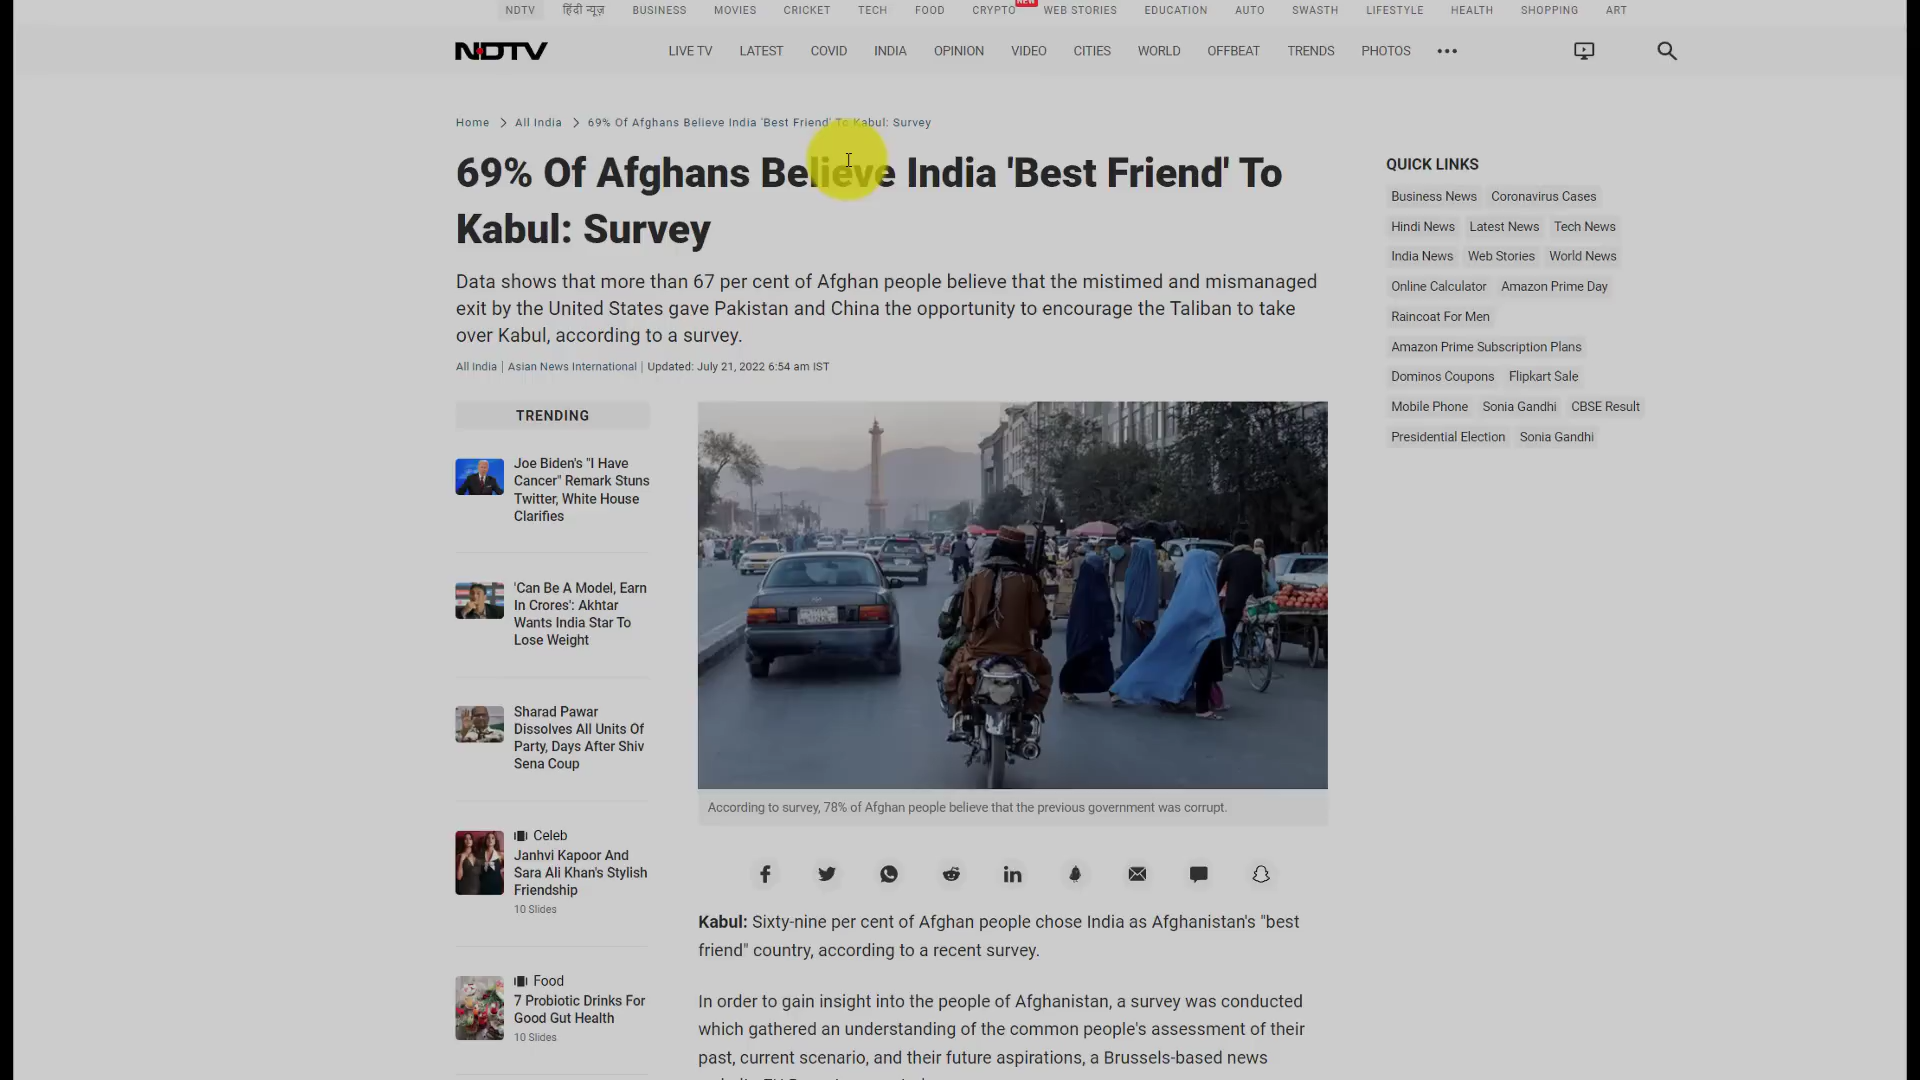 NDTV हिंदी न्यूज़ BUSINESS MOVIES CRICKET TECH FOOD CRYPTO NEW WEB STORIES EDUCATION AUTO SWASTH LIFESTYLE HEALTH SHOPPING ART
NDTV LIVE TV LATEST COVID INDIA OPINION VIDEO CITIES WORLD OFFBEAT TRENDS PHOTOS
Home > All India > 69% Of Afghans Believe India 'Best Friend' To Kabul: Survey
69% Of Afghans Believe India 'Best Friend' To
Kabul: Survey
Data shows that more than 67 per cent of Afghan people believe that the mistimed and mismanaged
exit by the United States gave Pakistan and China the opportunity to encourage the Taliban to take
over Kabul, according to a survey.
All India | Asian News International | Updated: July 21, 2022 6:54 am IST
TRENDING
Joe Biden's "I Have
Cancer" Remark Stuns
Twitter, White House
Clarifies
'Can Be A Model, Earn
In Crores': Akhtar
Wants India Star To
Lose Weight
Sharad Pawar
Dissolves All Units Of
Party, Days After Shiv
Sena Coup
Celeb
Janhvi Kapoor And
Sara Ali Khan's Stylish
Friendship
10 Slides
Food
7 Probiotic Drinks For
Good Gut Health
10 Slides
According to survey, 78% of Afghan people believe that the previous government was corrupt.
Kabul: Sixty-nine per cent of Afghan people chose India as Afghanistan's "best
friend" country, according to a recent survey.
In order to gain insight into the people of Afghanistan, a survey was conducted
which gathered an understanding of the common people's assessment of their
past, current scenario, and their future aspirations, a Brussels-based news
QUICK LINKS
Business News Coronavirus Cases
Hindi News Latest News Tech News
India News Web Stories World News
Online Calculator Amazon Prime Day
Raincoat For Men
Amazon Prime Subscription Plans
Dominos Coupons Flipkart Sale
Mobile Phone Sonia Gandhi CBSE Result
Presidential Election Sonia Gandhi